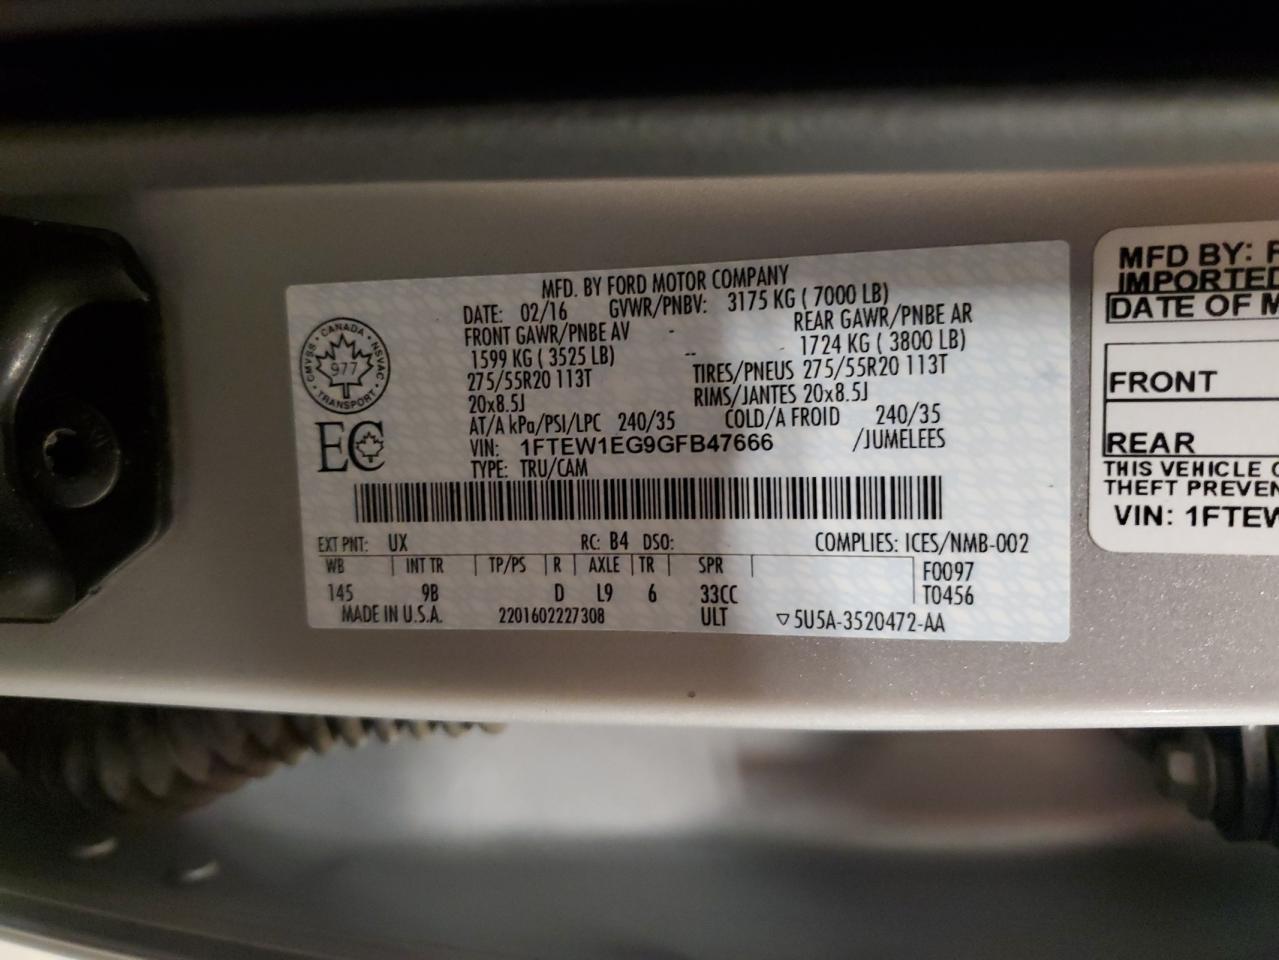 MFD. BY FORD MOTOR COMPANY
DATE: 02/16 GVWR/PNBV: 3175 KG ( 7000 LB)
FRONT GAWR/PNBE AV - REAR GAWR/PNBE AR
1599 KG ( 3525 LB) -- 1724 KG ( 3800 LB)
275/55R20 113T TIRES/PNEUS 275/55R20 113T
20x8.5J RIMS/JANTES 20x8.5J
AT/A kPa/PSI/LPC 240/35 COLD/A FROID 240/35
VIN: 1FTEW1EG9GFB47666 /JUMELEES
TYPE: TRU/CAM
CANADA
CMVSS • NSVAC
977
TRANSPORT
EC
EXT PNT: UX RC: B4 DSO: COMPLIES: ICES/NMB-002
WB INT TR TP/PS R AXLE TR SPR F0097
145 9B D L9 6 33CC T0456
MADE IN U.S.A. 2201602227308 ULT ▽5U5A-3520472-AA
MFD BY: F
IMPORTED
DATE OF M
FRONT
REAR
THIS VEHICLE
THEFT PREVEN
VIN: 1FTEW